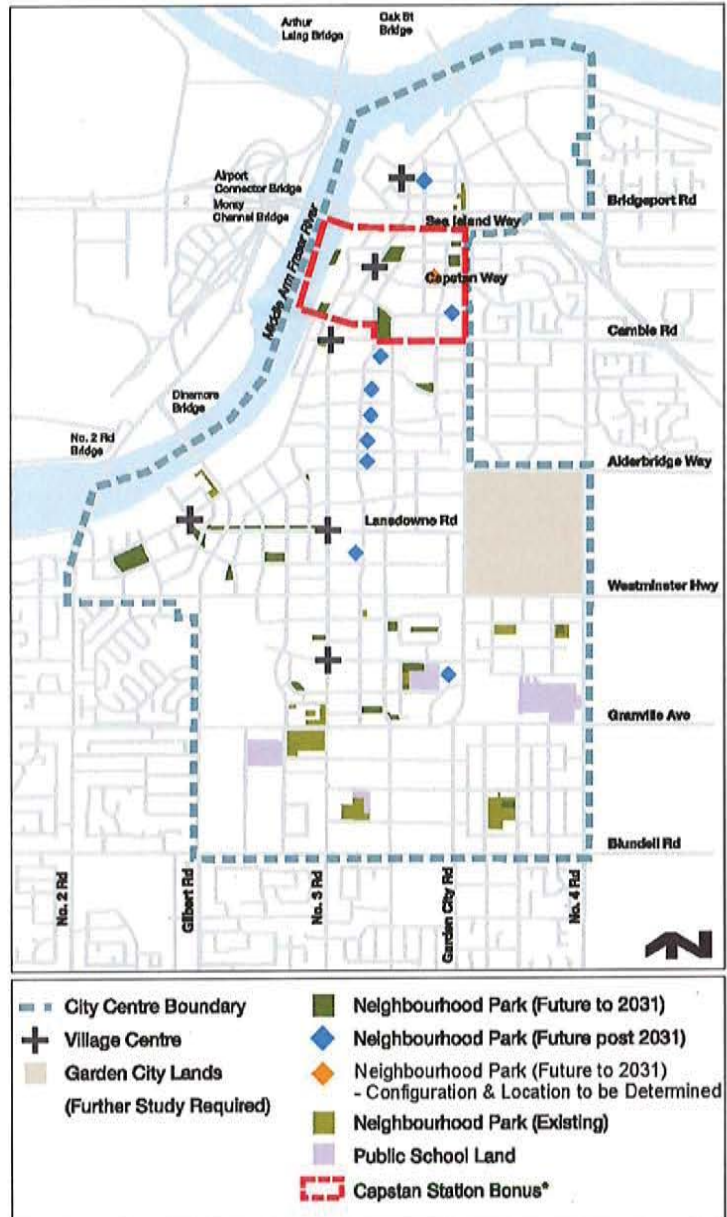 Arthur
Laing Bridge
Oak St
Bridge
Airport
Connector Bridge
Moray
Channel Bridge
2
Bridgeport Rd
Sea Island Way
Middle Arm Fraser River
Capstan Way
Cambie Rd
Dinsmore
Bridge
No. 2 Rd
Bridge
Alderbridge Way
Lansdowne Rd
Westminster Hwy
Granville Ave
Blundell Rd
No. 2 Rd
Gilbert Rd
No. 3 Rd
Garden City Rd
No. 4 Rd
N
City Centre Boundary
Village Centre
Garden City Lands
(Further Study Required)
Neighbourhood Park (Future to 2031)
Neighbourhood Park (Future post 2031)
Neighbourhood Park (Future to 2031)
- Configuration & Location to be Determined
Neighbourhood Park (Existing)
Public School Land
Capstan Station Bonus*